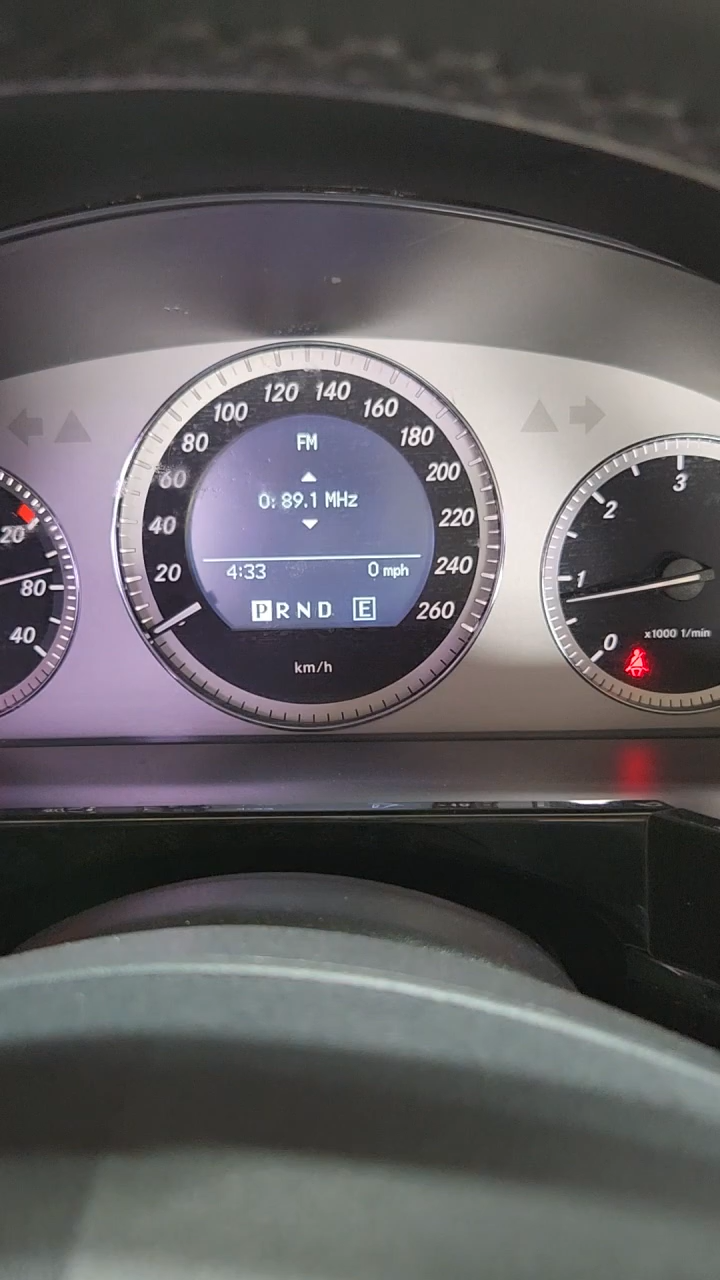 120 140
100 160
80 180
60 200
40 220
20 240
260
FM
0: 89.1 MHz
4:33 0 mph
P R N D E
km/h
120
80
40
3
2
1
0
x1000 1/min